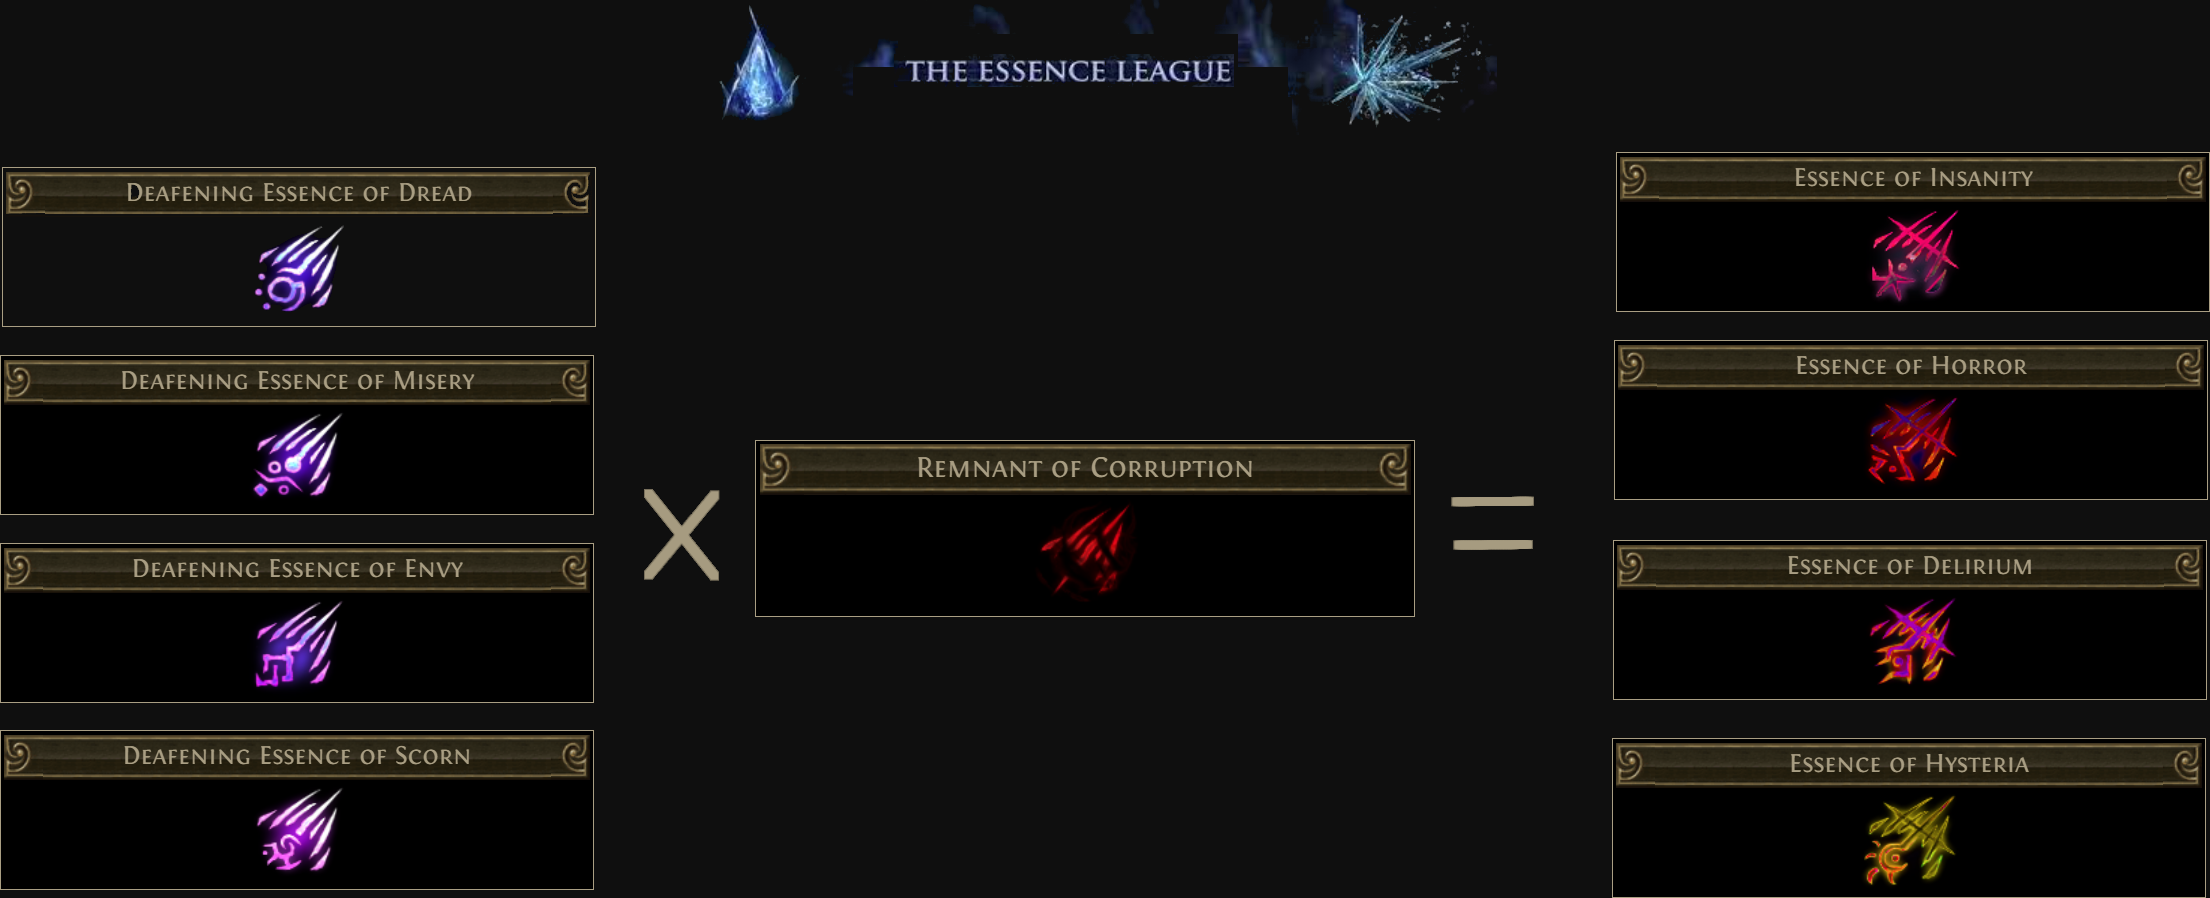 THE ESSENCE LEAGUE
DEAFENING ESSENCE OF DREAD
DEAFENING ESSENCE OF MISERY
DEAFENING ESSENCE OF ENVY
DEAFENING ESSENCE OF SCORN
X
REMNANT OF CORRUPTION
=
ESSENCE OF INSANITY
ESSENCE OF HORROR
ESSENCE OF DELIRIUM
ESSENCE OF HYSTERIA